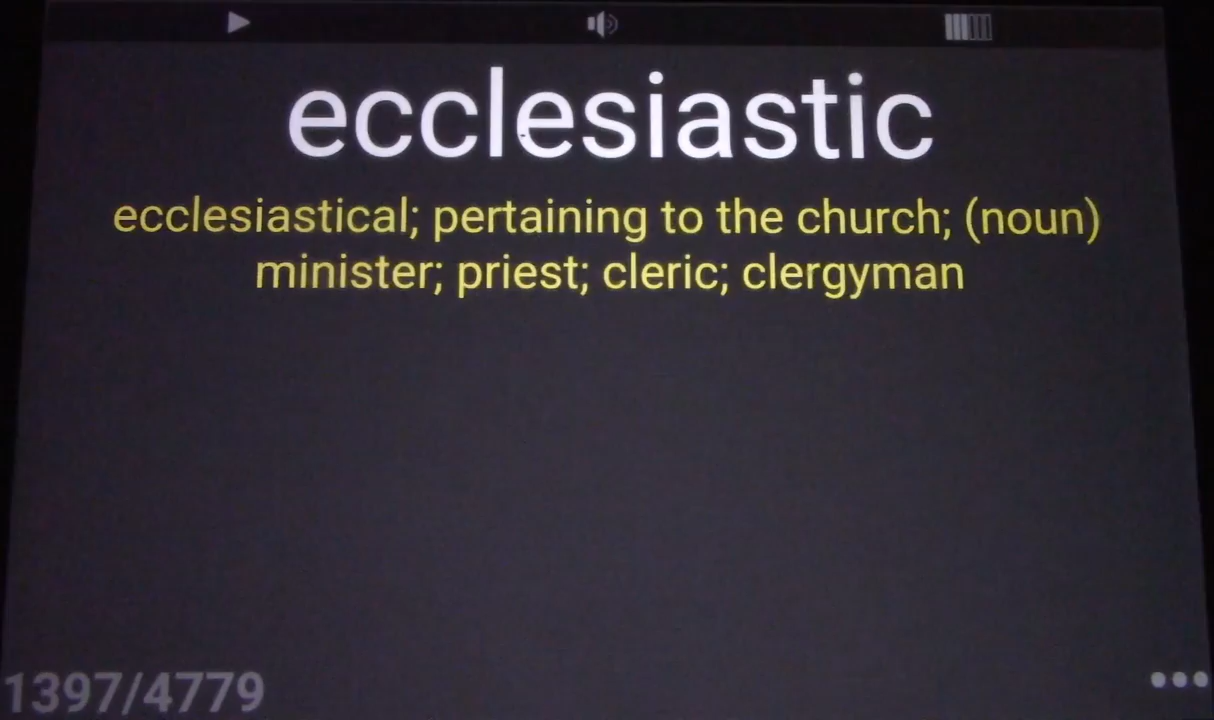 ecclesiastic
ecclesiastical; pertaining to the church; (noun)
minister; priest; cleric; clergyman
1397/4779